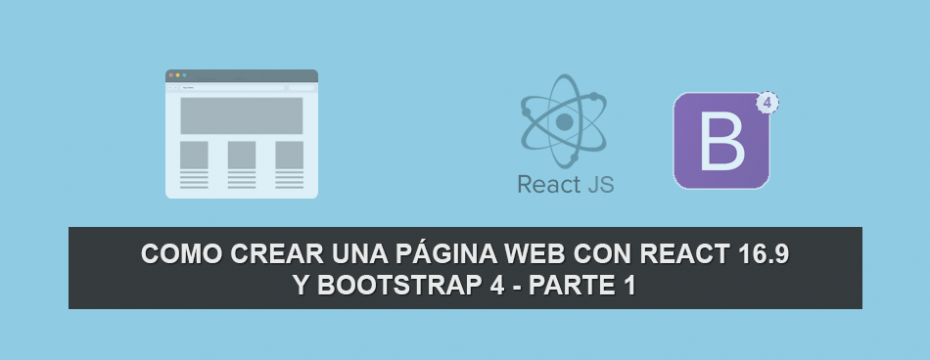 React JS
B
4
COMO CREAR UNA PÁGINA WEB CON REACT 16.9
Y BOOTSTRAP 4 - PARTE 1